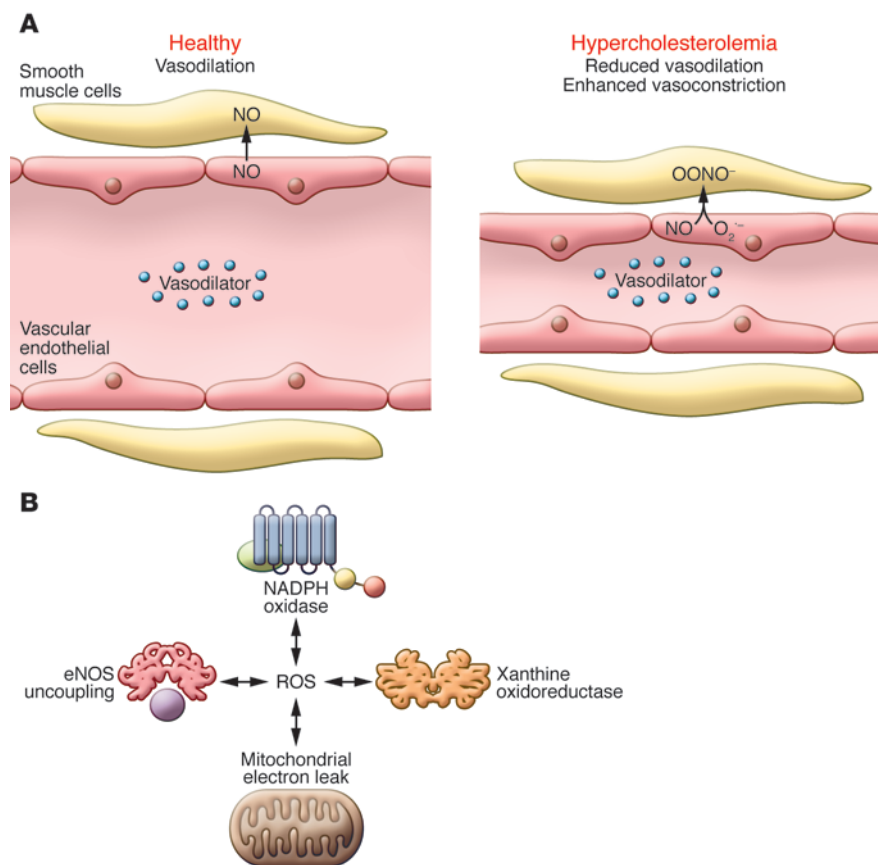 A
Healthy
Vasodilation
Smooth
muscle cells
NO
NO
Vasodilator
Vascular
endothelial
cells
Hypercholesterolemia
Reduced vasodilation
Enhanced vasoconstriction
OONO⁻
NO
O₂·⁻
Vasodilator
B
NADPH
oxidase
eNOS
uncoupling
ROS
Xanthine
oxidoreductase
Mitochondrial
electron leak